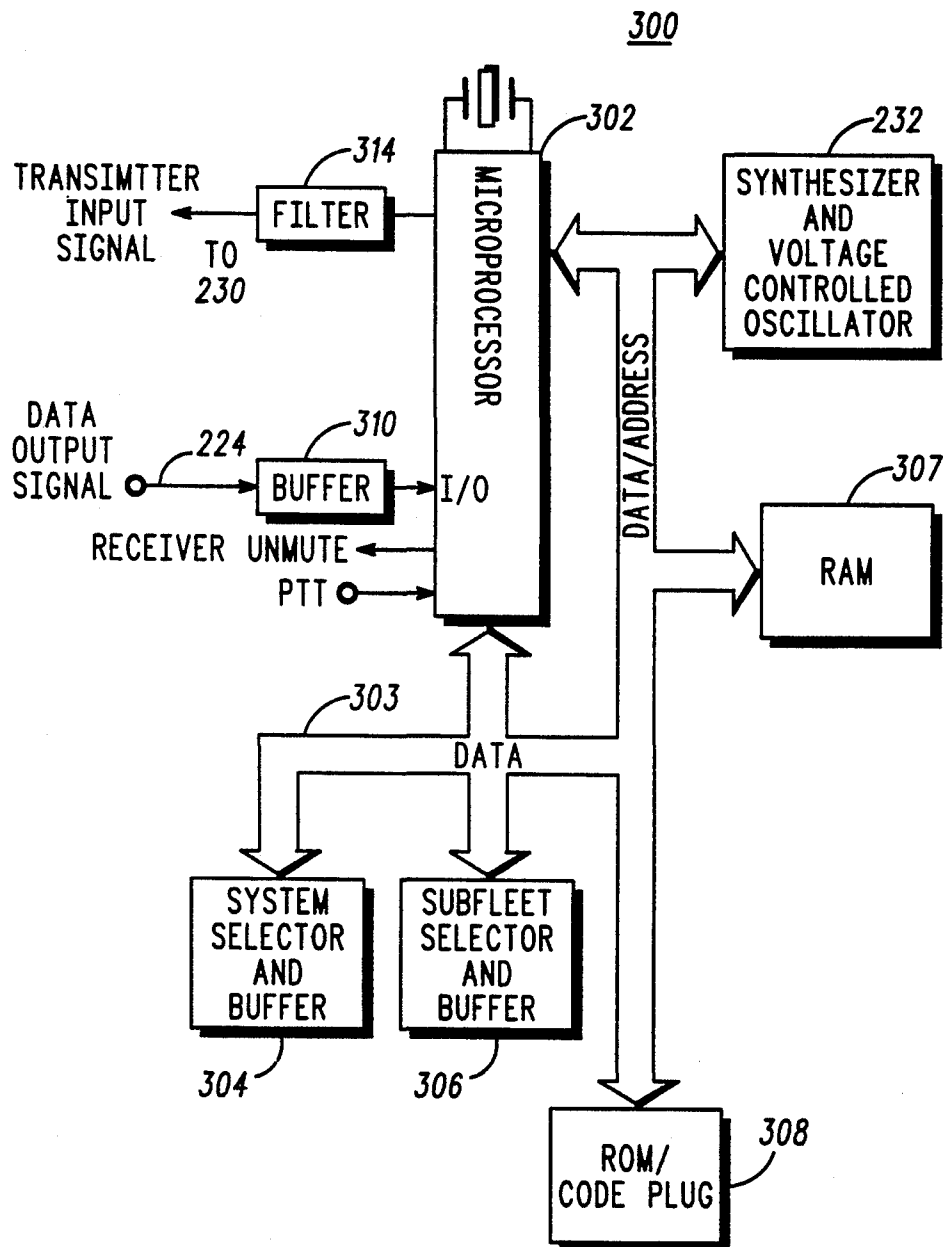 300
302
232
314
TRANSIMTTER
INPUT
SIGNAL
FILTER
TO
230
MICROPROCESSOR
SYNTHESIZER
AND
VOLTAGE
CONTROLLED
OSCILLATOR
DATA/ADDRESS
DATA
OUTPUT
SIGNAL
224
310
BUFFER
I/O
307
RAM
RECEIVER UNMUTE
PTT
303
DATA
SYSTEM
SELECTOR
AND
BUFFER
304
SUBFLEET
SELECTOR
AND
BUFFER
306
ROM/
CODE PLUG
308